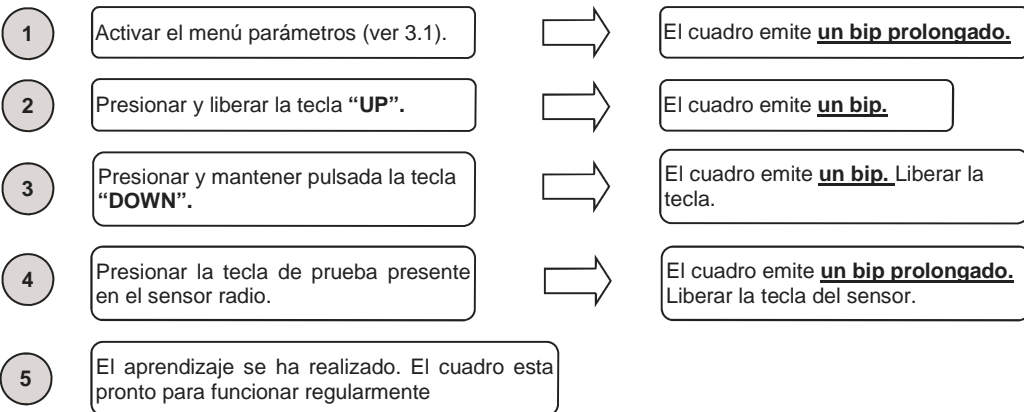 1
Activar el menú parámetros (ver 3.1).
El cuadro emite un bip prolongado.
2
Presionar y liberar la tecla “UP”.
El cuadro emite un bip.
3
Presionar y mantener pulsada la tecla
“DOWN”.
El cuadro emite un bip. Liberar la
tecla.
4
Presionar la tecla de prueba presente
en el sensor radio.
El cuadro emite un bip prolongado.
Liberar la tecla del sensor.
5
El aprendizaje se ha realizado. El cuadro esta
pronto para funcionar regularmente